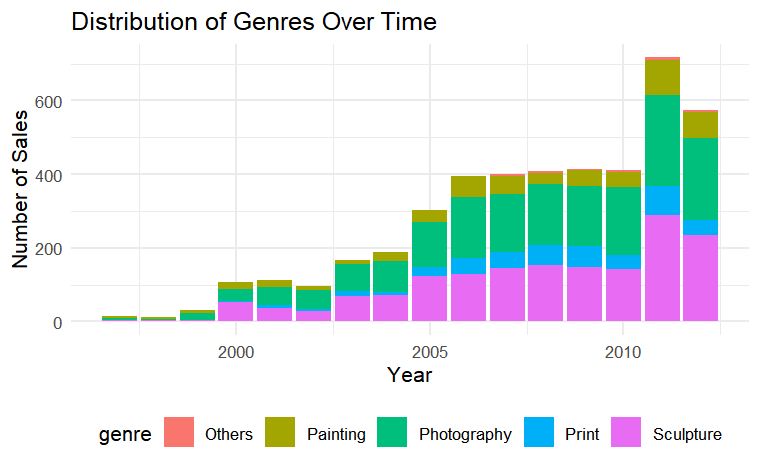 Distribution of Genres Over Time
Number of Sales
600
400
200
0
2000 2005 2010
Year
genre Others Painting Photography Print Sculpture